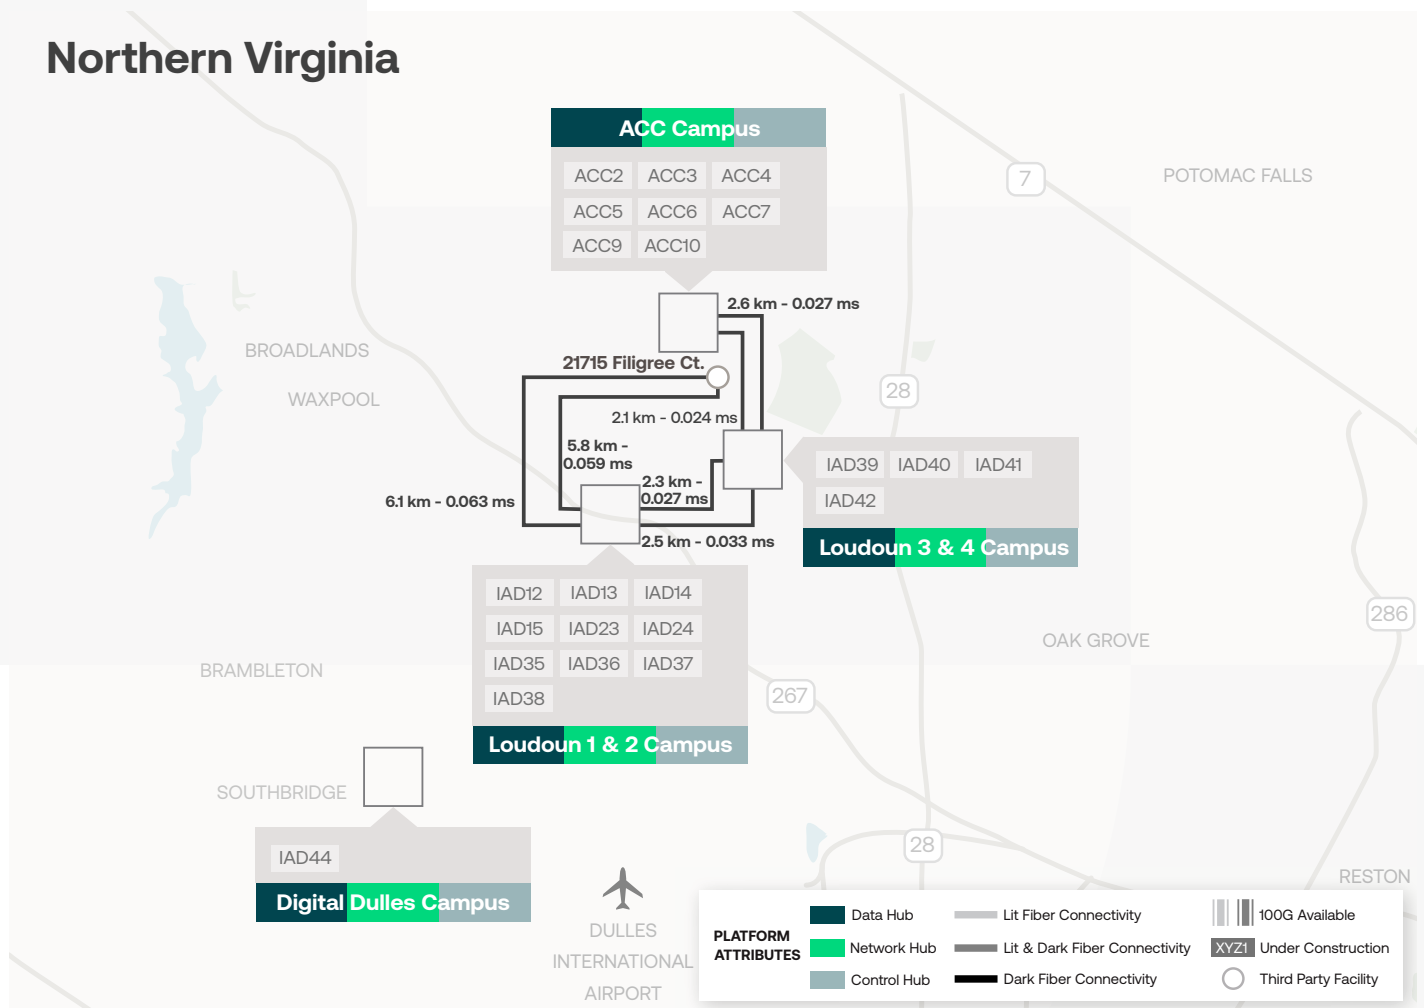 Northern Virginia
ACC Campus
ACC2 ACC3 ACC4
ACC5 ACC6 ACC7
ACC9 ACC10
7
POTOMAC FALLS
2.6 km - 0.027 ms
BROADLANDS
21715 Filigree Ct.
WAXPOOL
28
2.1 km - 0.024 ms
5.8 km -
0.059 ms
2.3 km -
0.027 ms
6.1 km - 0.063 ms
2.5 km - 0.033 ms
IAD39 IAD40 IAD41
IAD42
Loudoun 3 & 4 Campus
IAD12 IAD13 IAD14
IAD15 IAD23 IAD24
IAD35 IAD36 IAD37
IAD38
Loudoun 1 & 2 Campus
286
OAK GROVE
BRAMBLETON
267
SOUTHBRIDGE
IAD44
Digital Dulles Campus
28
RESTON
DULLES
INTERNATIONAL
AIRPORT
PLATFORM
ATTRIBUTES
Data Hub
Network Hub
Control Hub
Lit Fiber Connectivity
Lit & Dark Fiber Connectivity
Dark Fiber Connectivity
100G Available
XYZ1 Under Construction
Third Party Facility